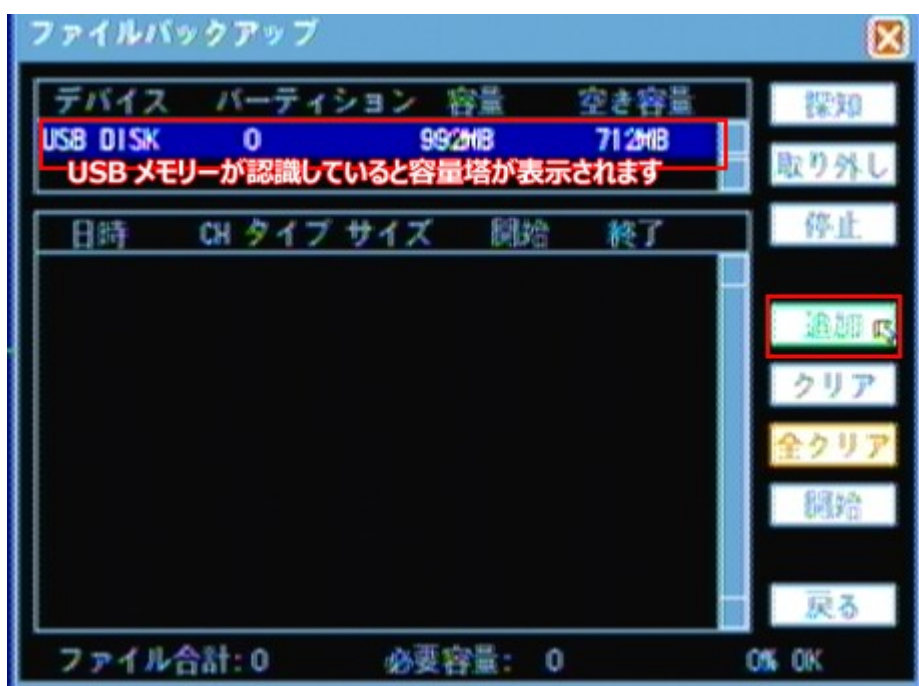 ファイルバックアップ
デバイス パーティション 容量 空き容量
USB DISK 0 992MB 712MB
USB メモリーが認識していると容量塔が表示されます
探知
取り外し
停止
日時 CH タイプ サイズ 開始 終了
追加
クリア
全クリア
開始
戻る
ファイル合計:0 必要容量: 0 0% OK